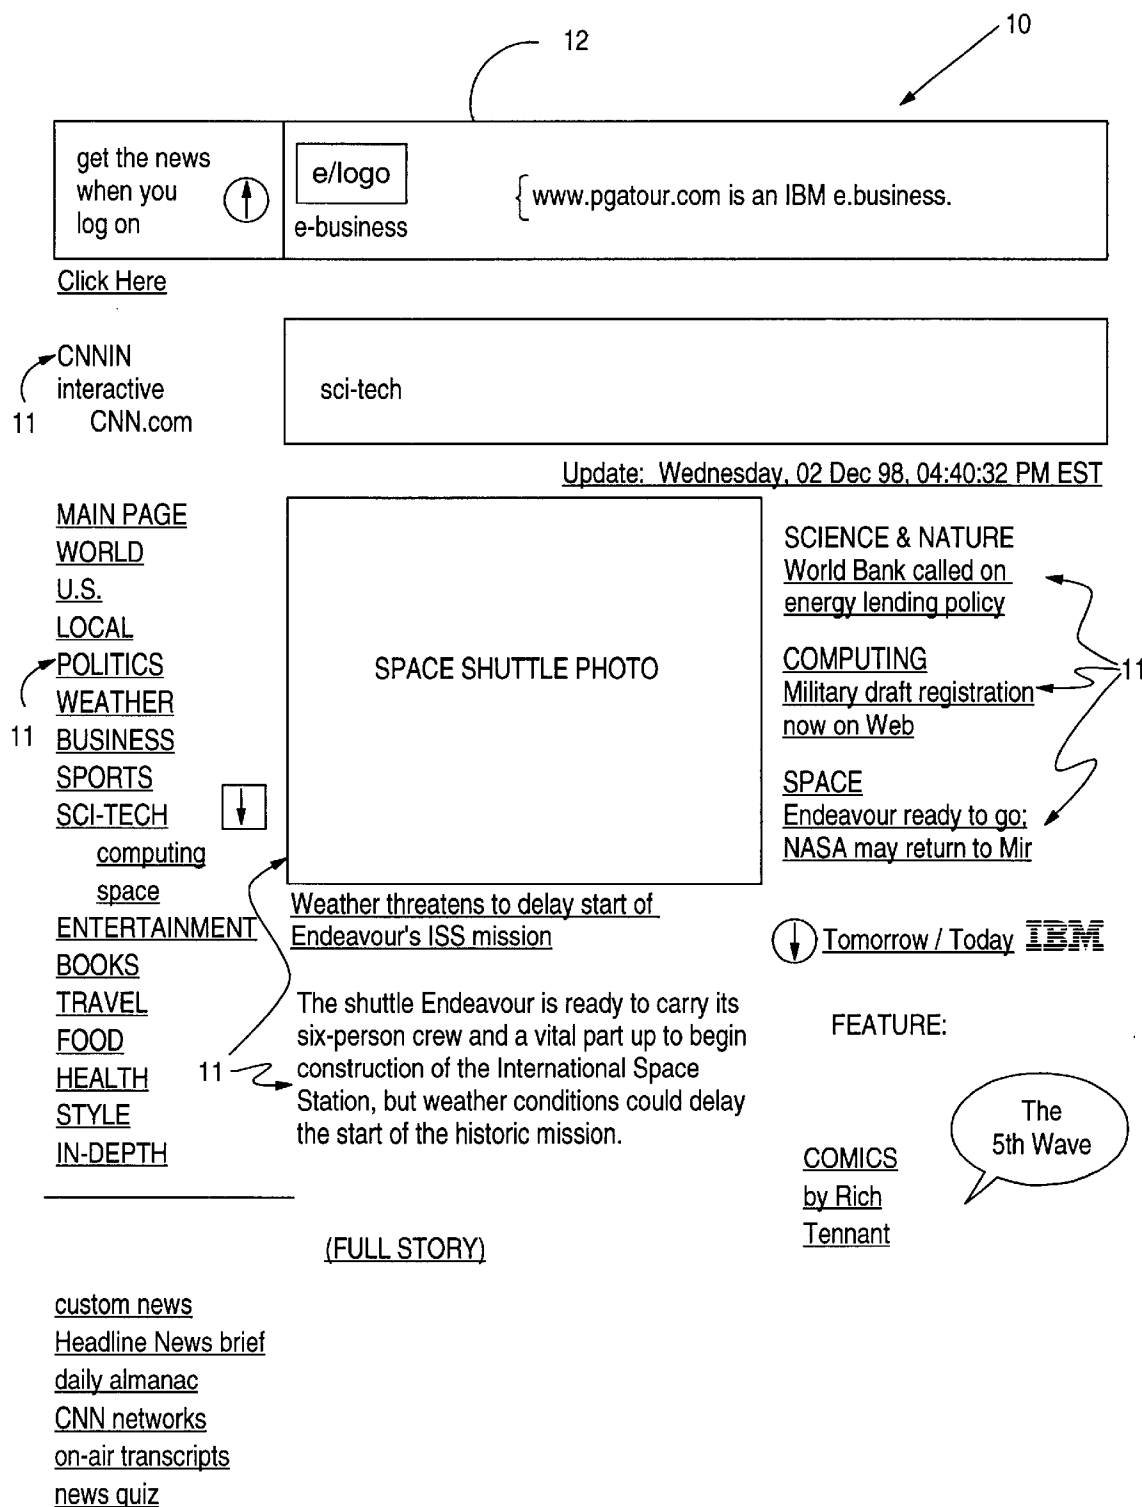 12
10
get the news
when you
log on
e/logo
e-business
www.pgatour.com is an IBM e.business.
Click Here
CNNIN
interactive
CNN.com
11
sci-tech
Update: Wednesday, 02 Dec 98, 04:40:32 PM EST
MAIN PAGE
WORLD
U.S.
LOCAL
POLITICS
WEATHER
11
BUSINESS
SPORTS
SCI-TECH
computing
space
ENTERTAINMENT
BOOKS
TRAVEL
FOOD
HEALTH
STYLE
IN-DEPTH
SPACE SHUTTLE PHOTO
Weather threatens to delay start of
Endeavour's ISS mission
11
The shuttle Endeavour is ready to carry its
six-person crew and a vital part up to begin
construction of the International Space
Station, but weather conditions could delay
the start of the historic mission.
(FULL STORY)
SCIENCE & NATURE
World Bank called on
energy lending policy
COMPUTING
Military draft registration
now on Web
11
SPACE
Endeavour ready to go;
NASA may return to Mir
Tomorrow / Today IBM
FEATURE:
The
5th Wave
COMICS
by Rich
Tennant
custom news
Headline News brief
daily almanac
CNN networks
on-air transcripts
news quiz